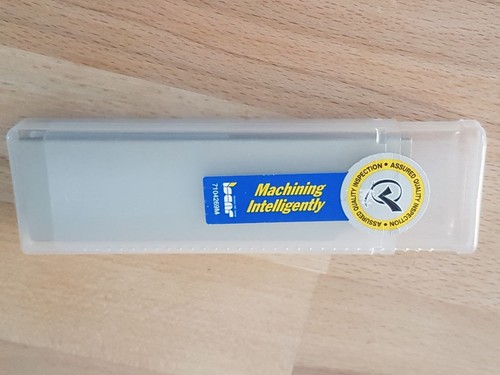 Machining
Intelligently
iscar
7104269M
ASSURED QUALITY INSPECTION • ASSURED QUALITY INSPECTION •